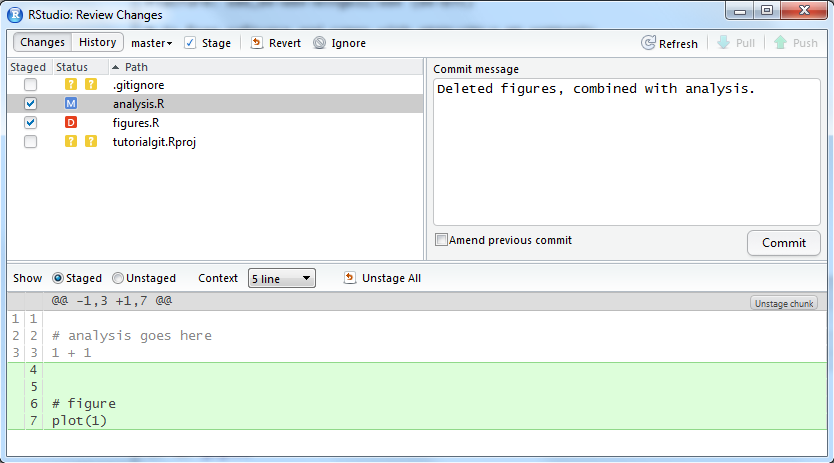 RStudio: Review Changes
Changes History master Stage Revert Ignore Refresh Pull Push
Staged Status Path
? ? .gitignore
M analysis.R
D figures.R
? ? tutorialgit.Rproj
Commit message
Deleted figures, combined with analysis.
Amend previous commit
Commit
Show Staged Unstaged Context 5 line Unstage All
@@ -1,3 +1,7 @@ Unstage chunk
1 1
2 2 # analysis goes here
3 3 1 + 1
4
5
6 # figure
7 plot(1)